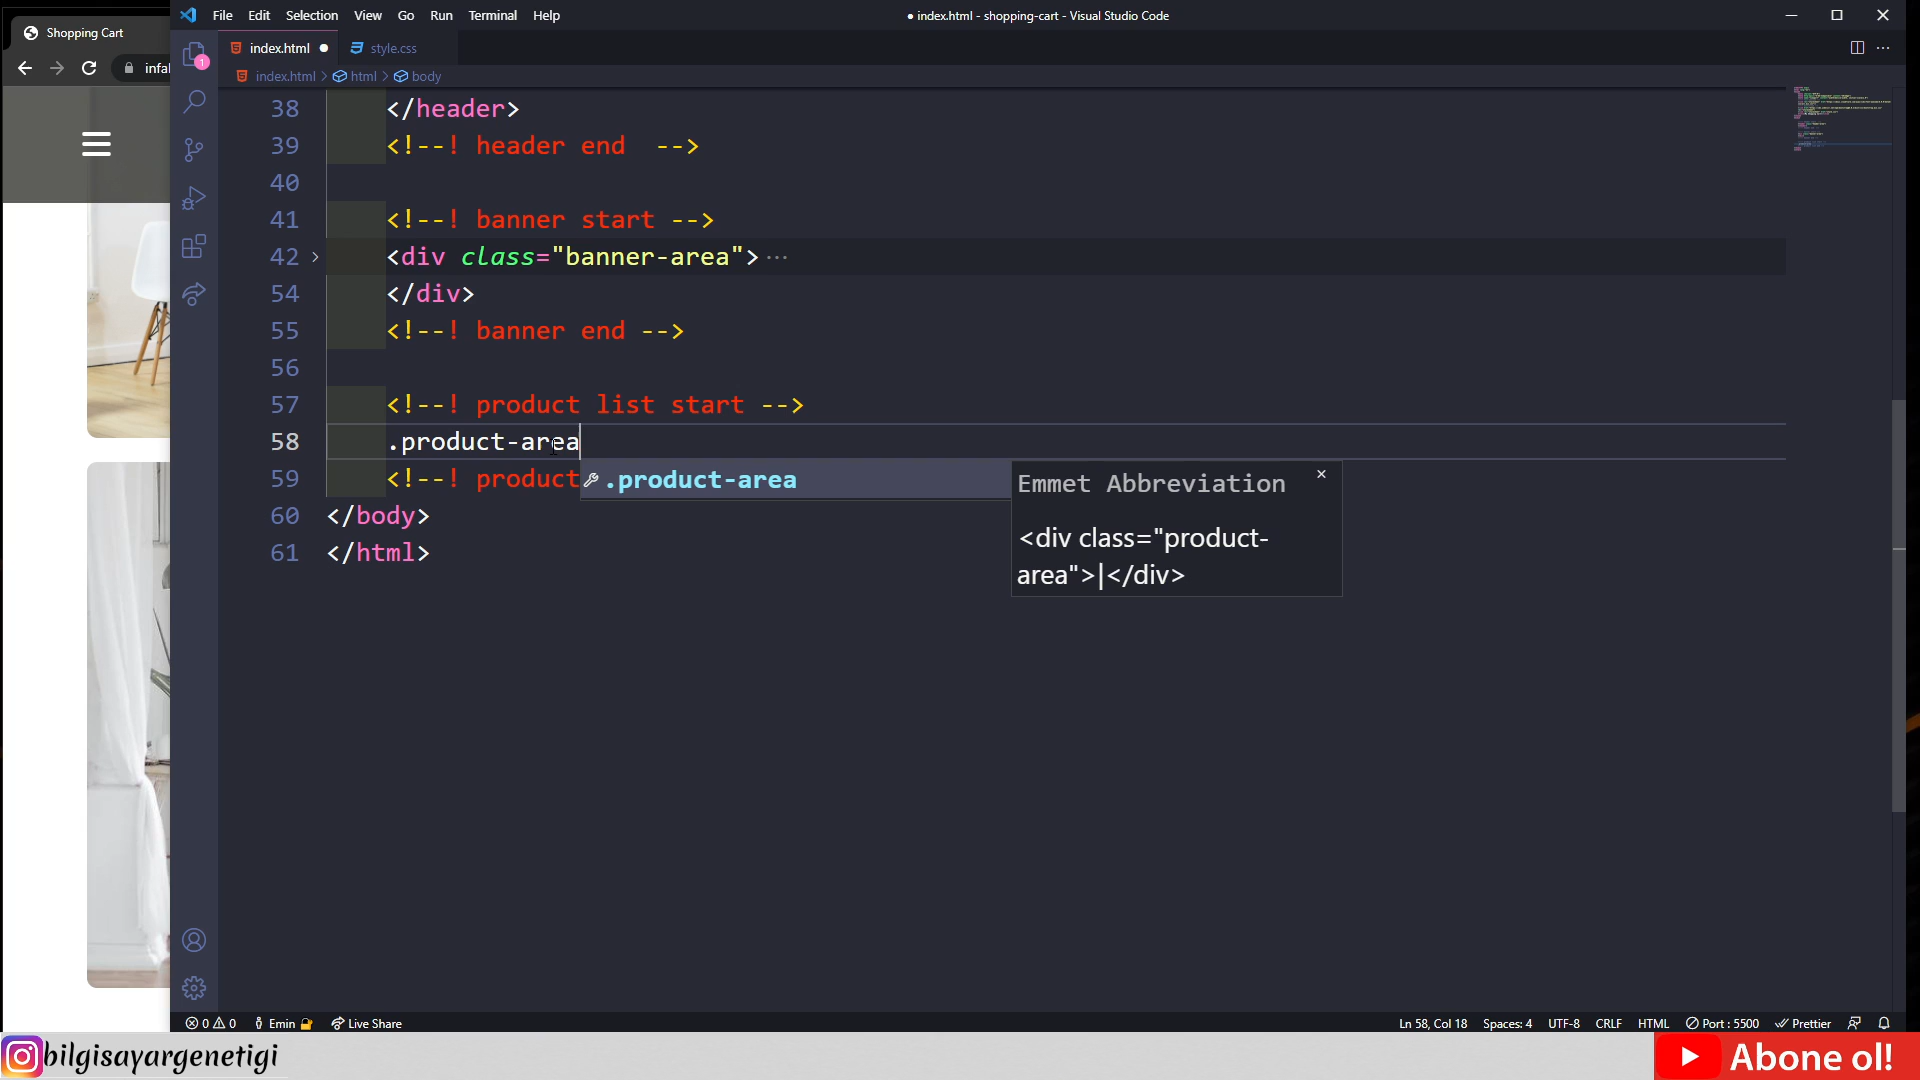 Shopping Cart
File Edit Selection View Go Run Terminal Help
● index.html - shopping-cart - Visual Studio Code
infal
1
index.html ●
style.css
index.html > html > body
38 </header>
39 <!--! header end  -->
40
41 <!--! banner start -->
42 <div class="banner-area">···
54 </div>
55 <!--! banner end -->
56
57 <!--! product list start -->
58 .product-area
59 <!--! product
.product-area
60 </body>
61 </html>
Emmet Abbreviation
<div class="product-
area">|</div>
0 0 Emin Live Share
Ln 58, Col 18 Spaces: 4 UTF-8 CRLF HTML Port : 5500 Prettier
bilgisayargenetigi
Abone ol!